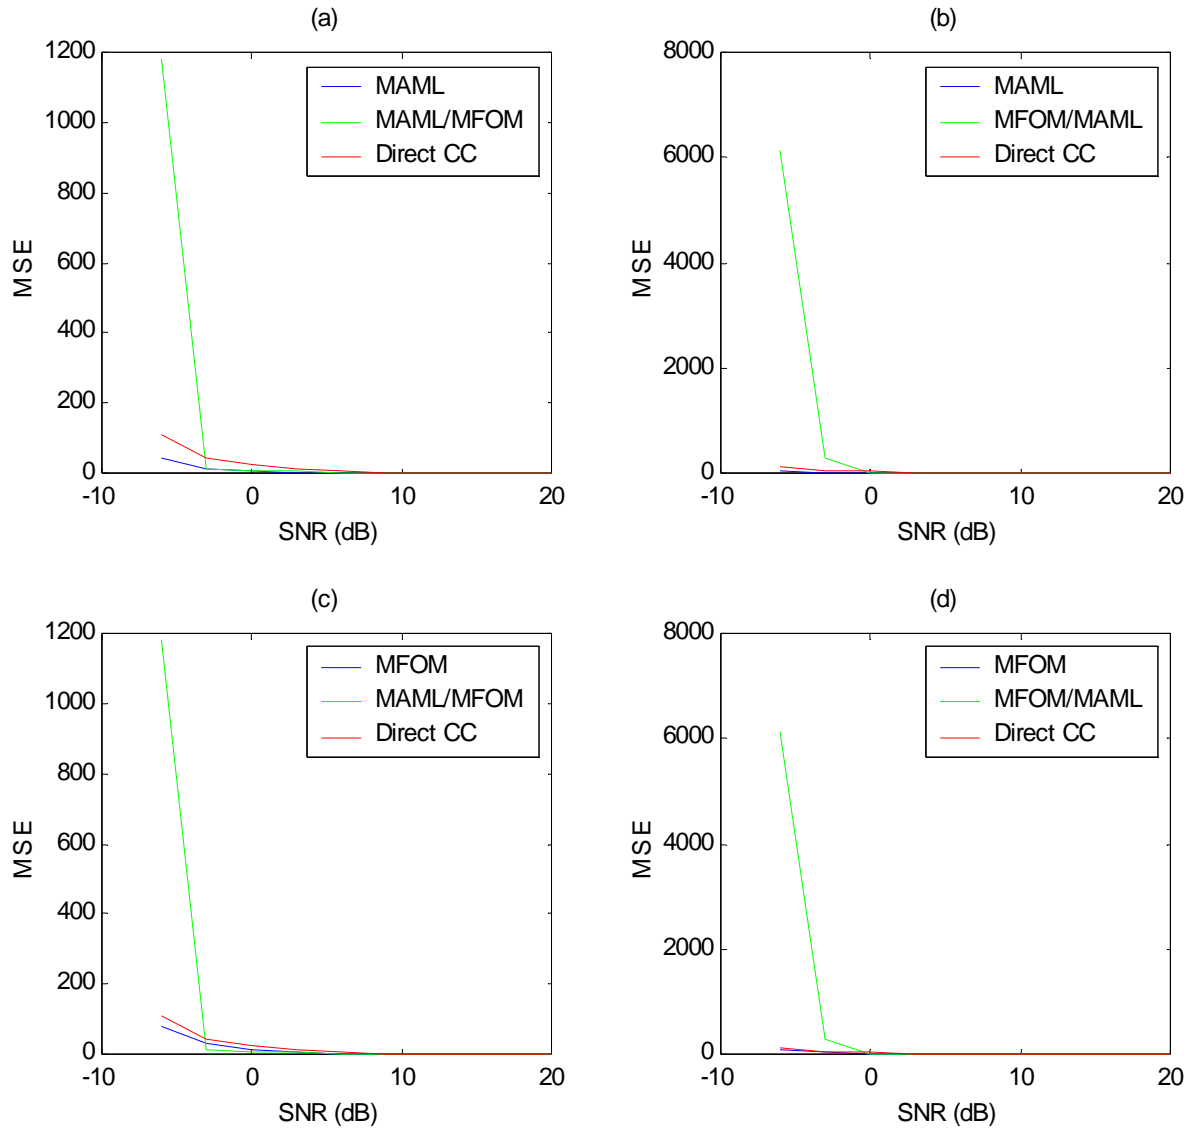 (a)
1200
1000
800
600
400
200
0
MSE
-10
0
10
20
SNR (dB)
MAML
MAML/MFOM
Direct CC
(b)
8000
6000
4000
2000
0
MSE
-10
0
10
20
SNR (dB)
MAML
MFOM/MAML
Direct CC
(c)
1200
1000
800
600
400
200
0
MSE
-10
0
10
20
SNR (dB)
MFOM
MAML/MFOM
Direct CC
(d)
8000
6000
4000
2000
0
MSE
-10
0
10
20
SNR (dB)
MFOM
MFOM/MAML
Direct CC